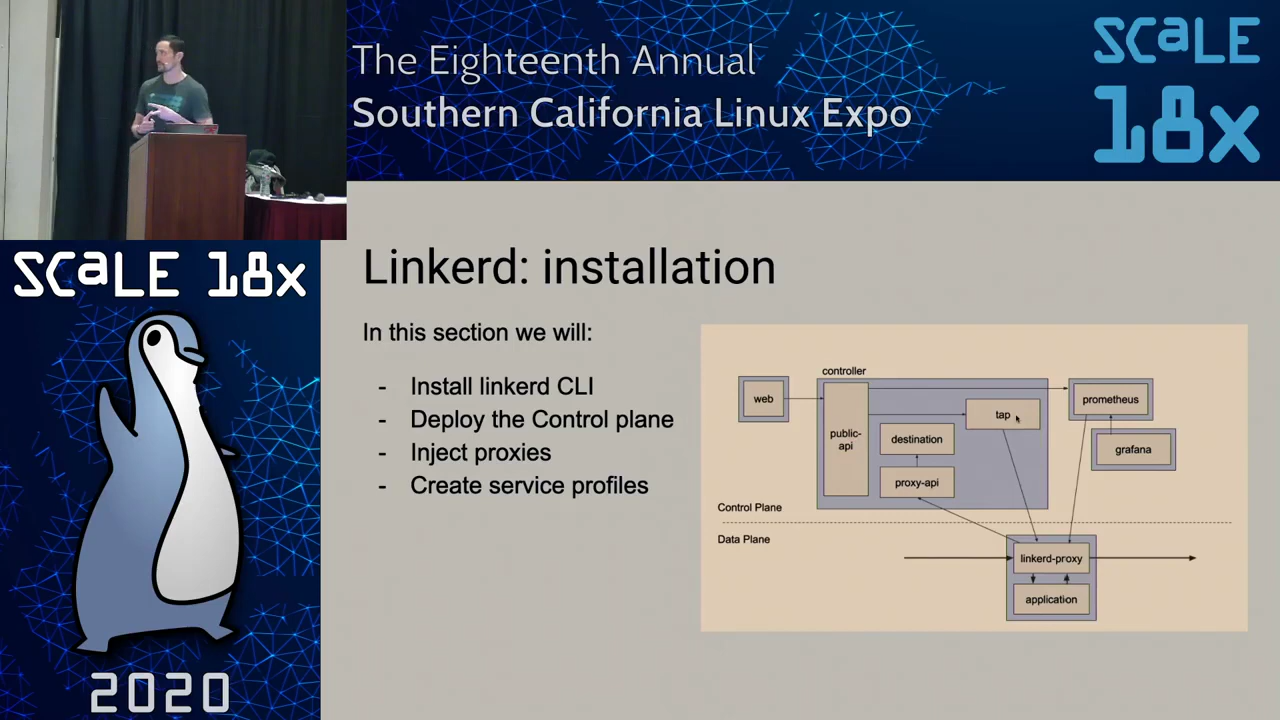 The Eighteenth Annual
Southern California Linux Expo
SCaLE
18x
SCaLE 18x
2020
Linkerd: installation
In this section we will:
- Install linkerd CLI
- Deploy the Control plane
- Inject proxies
- Create service profiles
controller
web
public-
api
tap
destination
proxy-api
prometheus
grafana
Control Plane
Data Plane
linkerd-proxy
application